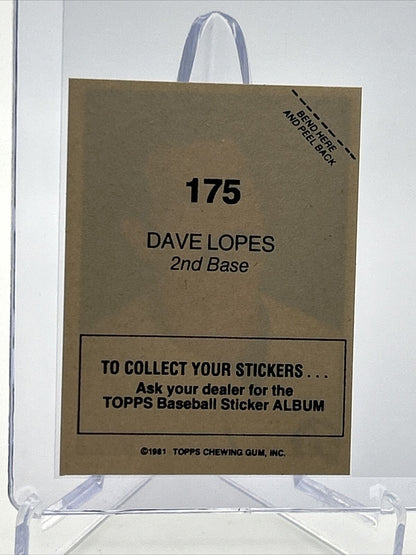 BEND HERE
AND PEEL BACK
175
DAVE LOPES
2nd Base
TO COLLECT YOUR STICKERS...
Ask your dealer for the
TOPPS Baseball Sticker ALBUM
©1981 TOPPS CHEWING GUM, INC.